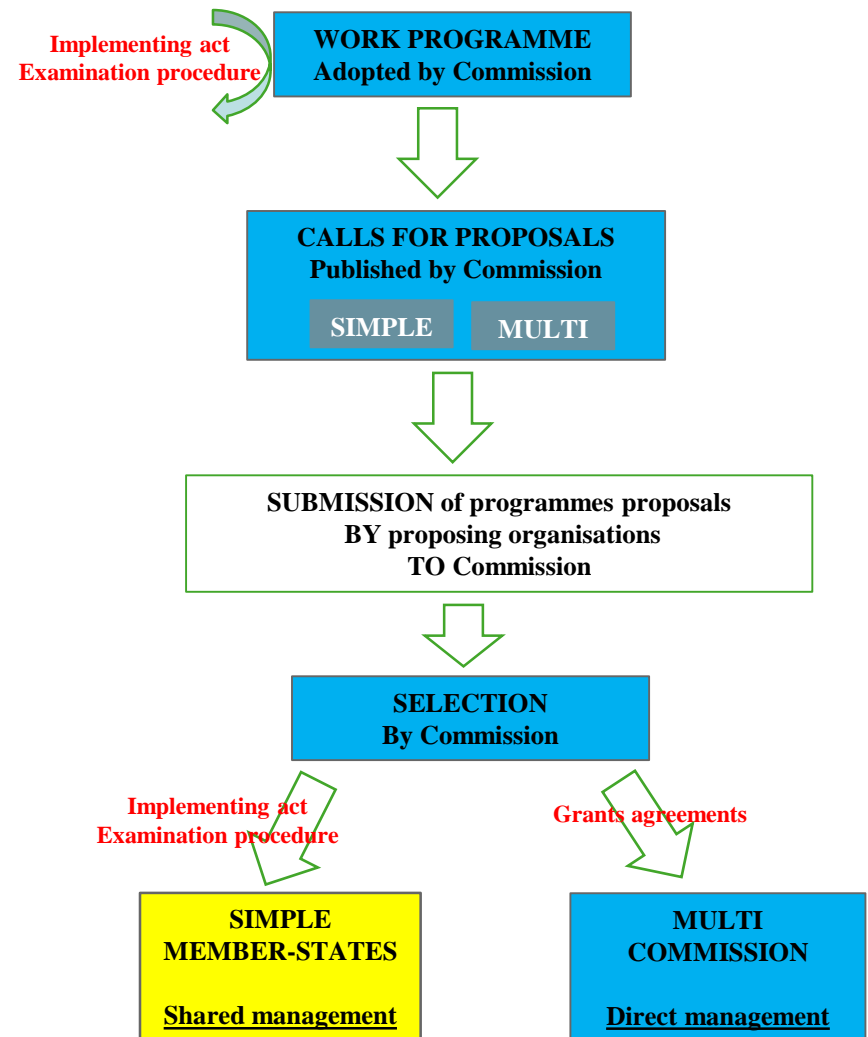 Implementing act
Examination procedure
WORK PROGRAMME
Adopted by Commission
CALLS FOR PROPOSALS
Published by Commission
SIMPLE
MULTI
SUBMISSION of programmes proposals
BY proposing organisations
TO Commission
SELECTION
By Commission
Implementing act
Examination procedure
Grants agreements
SIMPLE
MEMBER-STATES
Shared management
MULTI
COMMISSION
Direct management